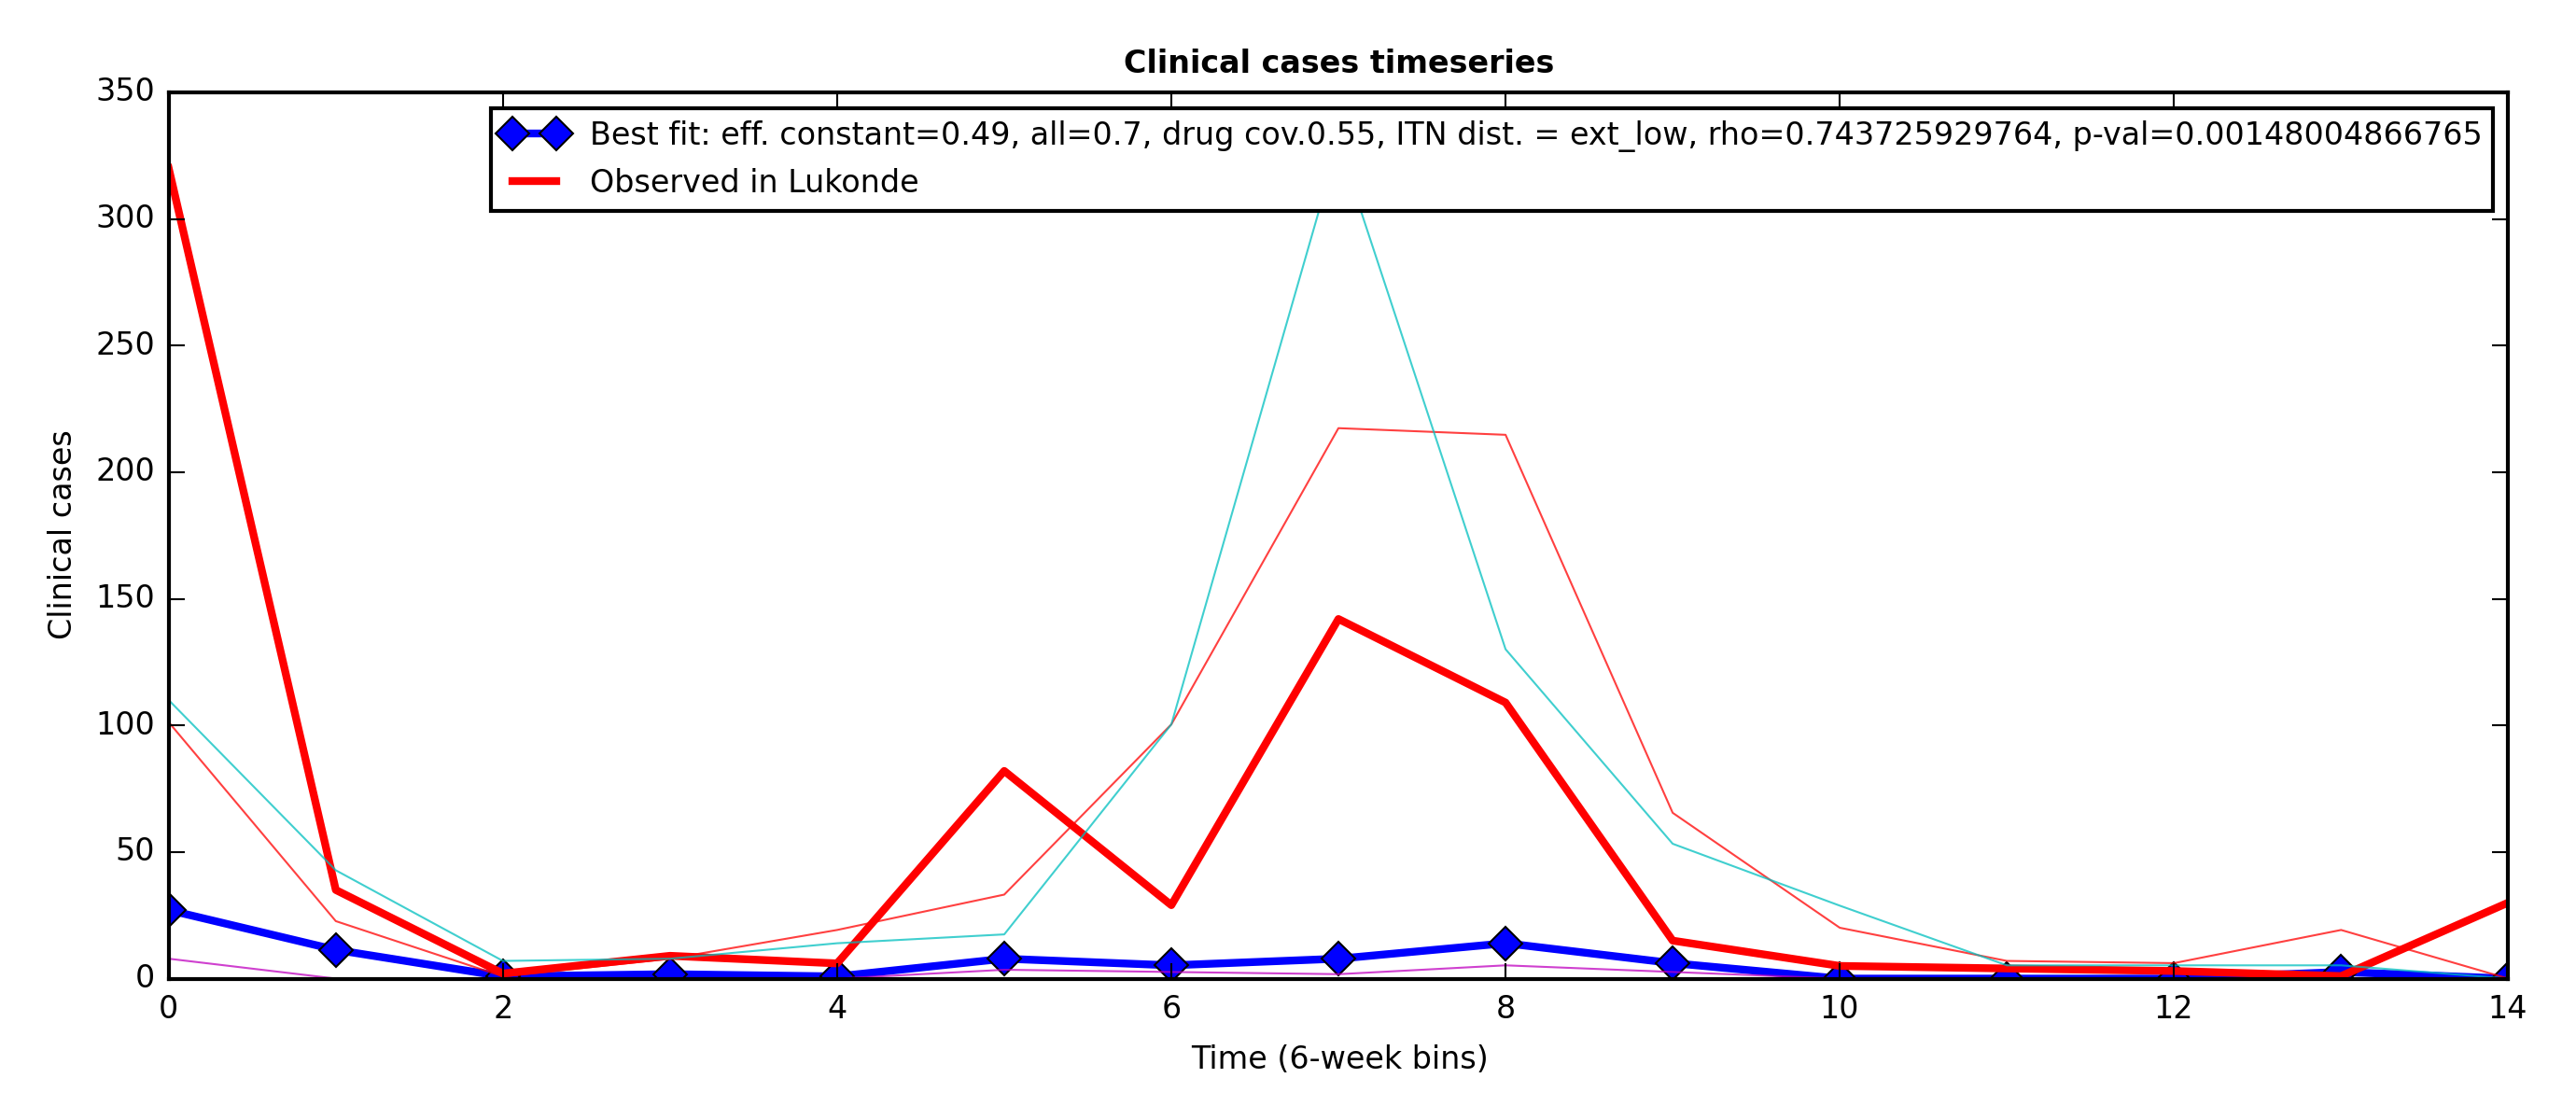 Clinical cases timeseries
350
300
250
200
150
100
50
0
Clinical cases
Best fit: eff. constant=0.49, all=0.7, drug cov.0.55, ITN dist. = ext_low, rho=0.743725929764, p-val=0.00148004866765
Observed in Lukonde
0 2 4 6 8 10 12 14
Time (6-week bins)